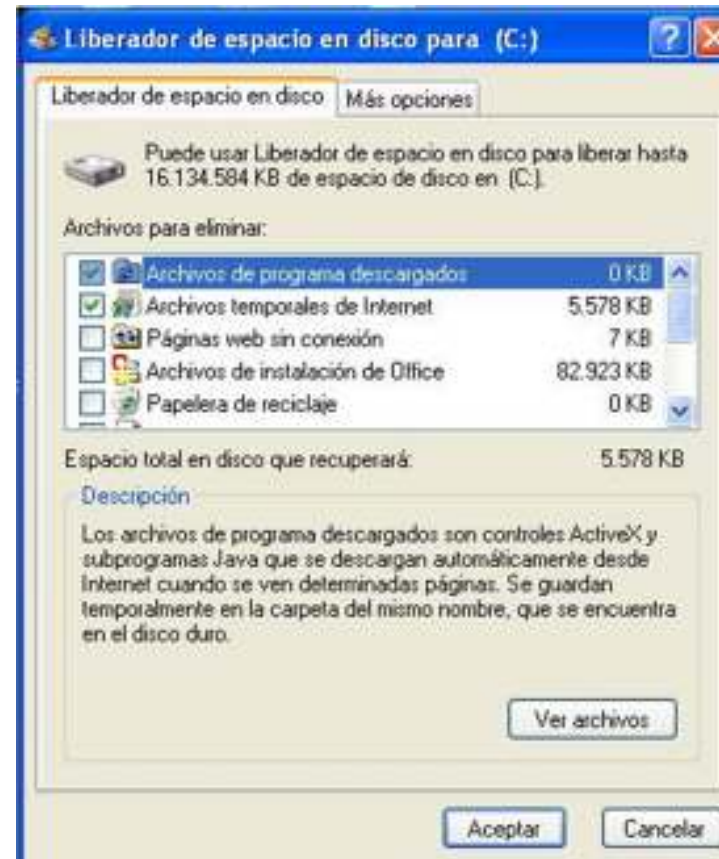 Liberador de espacio en disco para (C:)
Liberador de espacio en disco
Más opciones
Puede usar Liberador de espacio en disco para liberar hasta
16.134.584 KB de espacio de disco en (C:).
Archivos para eliminar:
Archivos de programa descargados 0 KB
Archivos temporales de Internet 5.578 KB
Páginas web sin conexión 7 KB
Archivos de instalación de Office 82.923 KB
Papelera de reciclaje 0 KB
Espacio total en disco que recuperará: 5.578 KB
Descripción
Los archivos de programa descargados son controles ActiveX y
subprogramas Java que se descargan automáticamente desde
Internet cuando se ven determinadas páginas. Se guardan
temporalmente en la carpeta del mismo nombre, que se encuentra
en el disco duro.
Ver archivos
Aceptar
Cancelar